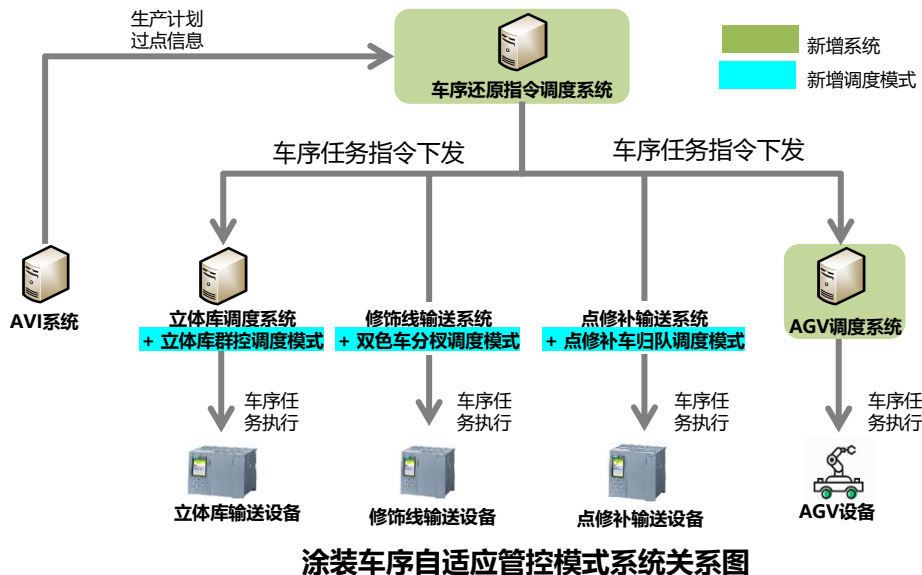 生产计划
过点信息
新增系统
新增调度模式
车序还原指令调度系统
车序任务指令下发
车序任务指令下发
AVI系统
立体库调度系统
+ 立体库群控调度模式
修饰线输送系统
+ 双色车分杈调度模式
点修补输送系统
+ 点修补车归队调度模式
AGV调度系统
车序任
务执行
车序任
务执行
车序任
务执行
车序任
务执行
立体库输送设备
修饰线输送设备
点修补输送设备
AGV设备
涂装车序自适应管控模式系统关系图